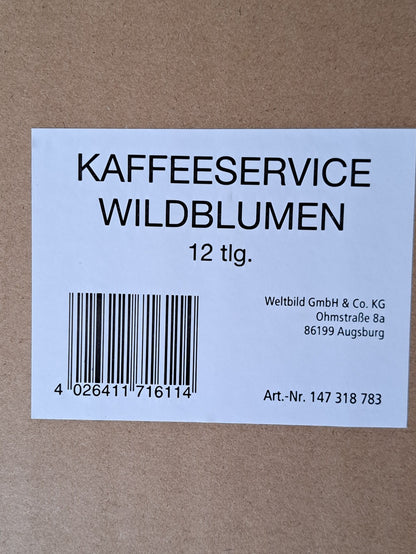 KAFFEESERVICE
WILDBLUMEN
12 tlg.
Weltbild GmbH & Co. KG
Ohmstraße 8a
86199 Augsburg
4 026411 716114
Art.-Nr. 147 318 783